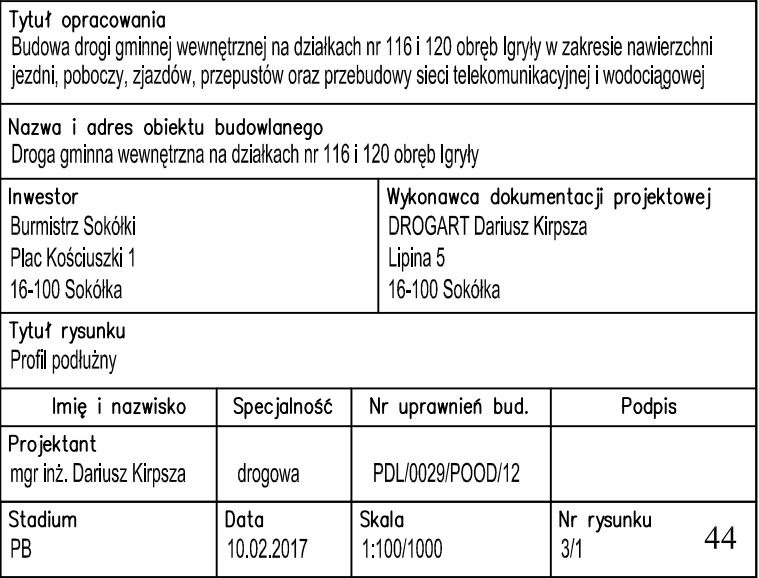 Tytuł opracowania
Budowa drogi gminnej wewnętrznej na działkach nr 116 i 120 obręb Igryły w zakresie nawierzchni
jezdni, poboczy, zjazdów, przepustów oraz przebudowy sieci telekomunikacyjnej i wodociągowej
Nazwa i adres obiektu budowlanego
Droga gminna wewnętrzna na działkach nr 116 i 120 obręb Igryły
Inwestor
Burmistrz Sokółki
Plac Kościuszki 1
16-100 Sokółka
Wykonawca dokumentacji projektowej
DROGART Dariusz Kirpsza
Lipina 5
16-100 Sokółka
Tytuł rysunku
Profil podłużny
Imię i nazwisko
Specjalność
Nr uprawnień bud.
Podpis
Projektant
mgr inż. Dariusz Kirpsza
drogowa
PDL/0029/POOD/12
Stadium
PB
Data
10.02.2017
Skala
1:100/1000
Nr rysunku
3/1
44